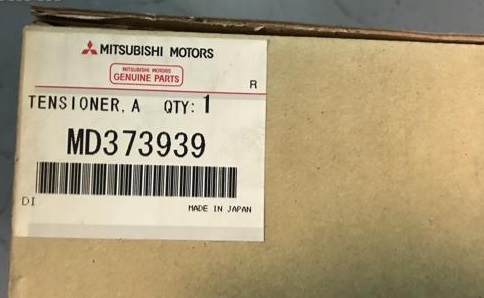 MITSUBISHI MOTORS
MITSUBISHI MOTORS
GENUINE PARTS
R
TENSIONER, A QTY: 1
MD373939
DI
MADE IN JAPAN